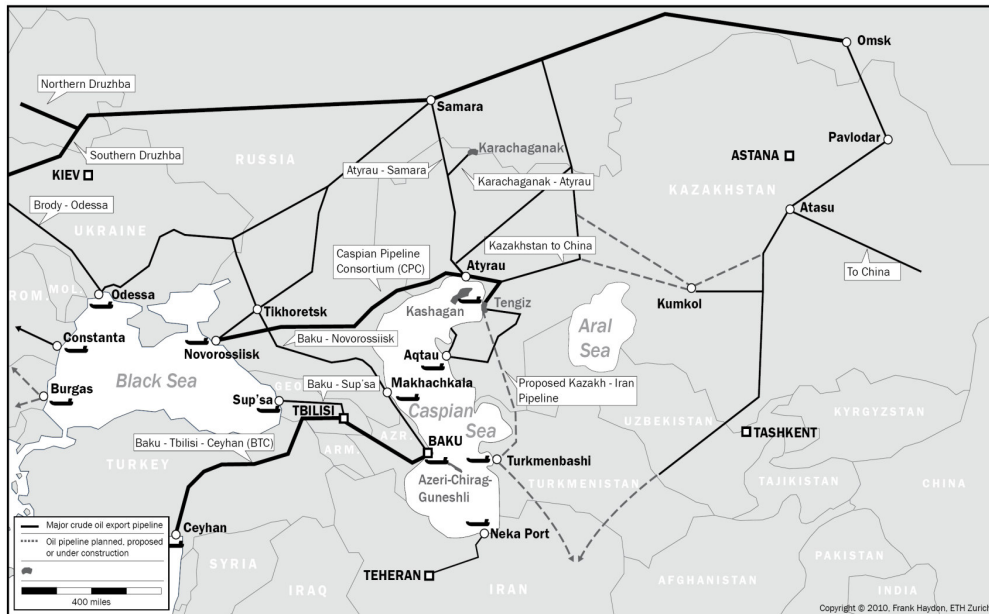 Omsk
Northern Druzhba
Samara
Pavlodar
Southern Druzhba
RUSSIA
Karachaganak
ASTANA
KIEV
Atyrau - Samara
Karachaganak - Atyrau
KAZAKHSTAN
Brody - Odessa
Atasu
UKRAINE
Caspian Pipeline
Consortium (CPC)
Kazakhstan to China
Atyrau
To China
ROM.
MOL.
Odessa
Kashagan
Tengiz
Kumkol
Tikhoretsk
Aral
Sea
Constanta
Novorossiisk
Baku - Novorossiisk
Aqtau
Black Sea
Baku - Sup'sa
Makhachkala
Proposed Kazakh - Iran
Pipeline
Burgas
GEO.
Sup'sa
Caspian
Sea
TBILISI
UZBEKISTAN
KYRGYZSTAN
Baku - Tbilisi - Ceyhan (BTC)
AZR.
BAKU
TASHKENT
ARM.
TURKEY
Turkmenbashi
Azeri-Chirag-
Guneshli
TURKMENISTAN
TAJIKISTAN
CHINA
Major crude oil export pipeline
Ceyhan
Neka Port
Oil pipeline planned, proposed
or under construction
SYRIA
PAKISTAN
TEHERAN
IRAQ
IRAN
AFGHANISTAN
INDIA
400 miles
Copyright © 2010, Frank Haydon, ETH Zurich